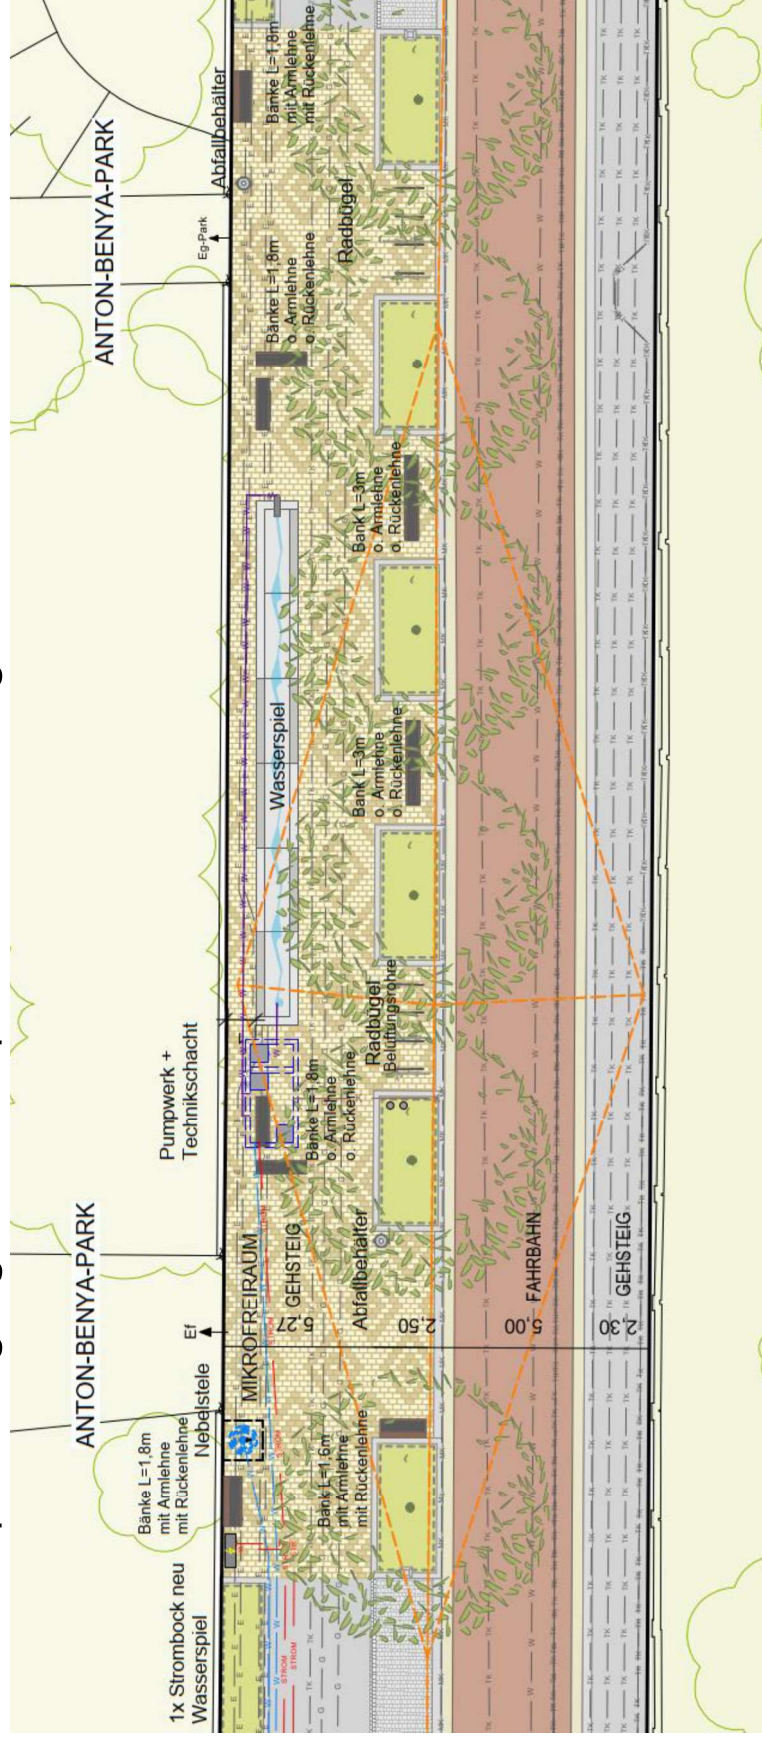 ANTON-BENYA-PARK
Abfallbehälter
Bänke L=1,8m
mit Armlehne
mit Rückenlehne
Eg-Park
Bänke L=1,8m
o. Armlehne
o. Rückenlehne
Radbügel
Bank L=3m
o. Armlehne
o. Rückenlehne
Wasserspiel
Bank L=3m
o. Armlehne
o. Rückenlehne
Pumpwerk +
Technikschacht
Radbügel
Belüftungsrohre
Bänke L=1,8m
o. Armlehne
o. Rückenlehne
ANTON-BENYA-PARK
Ef
MIKROFREIRAUM
GEHSTEIG
5,27
Abfallbehälter
2,50
FAHRBAHN
5,00
GEHSTEIG
2,30
Nebelstele
Bänke L=1,8m
mit Armlehne
mit Rückenlehne
Bank L=1,6m
mit Armlehne
mit Rückenlehne
1x Strombock neu
Wasserspiel
STROM
STROM